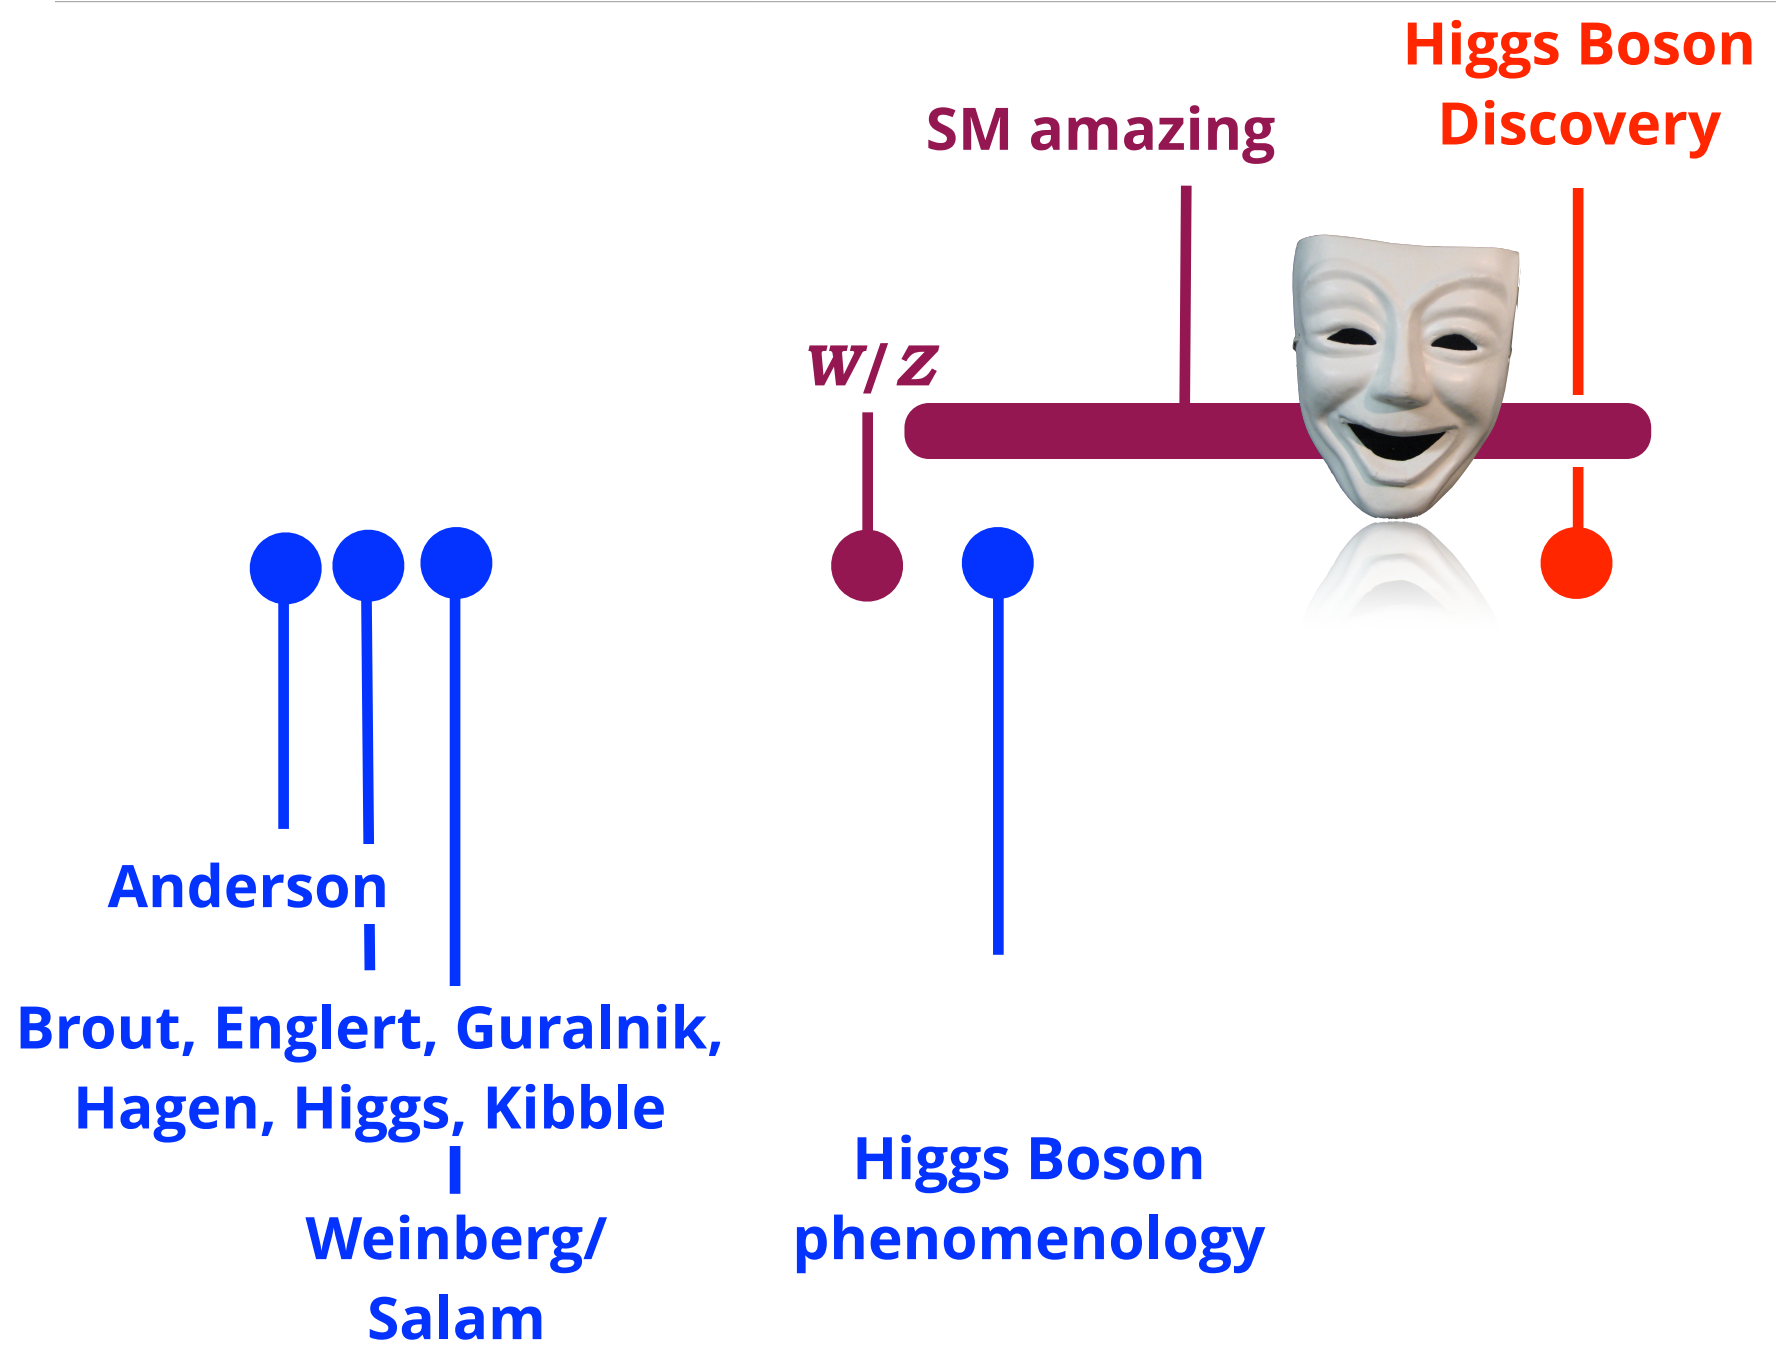 Higgs Boson
Discovery
SM amazing
W/Z
Anderson
Brout, Englert, Guralnik,
Hagen, Higgs, Kibble
Weinberg/
Salam
Higgs Boson
phenomenology